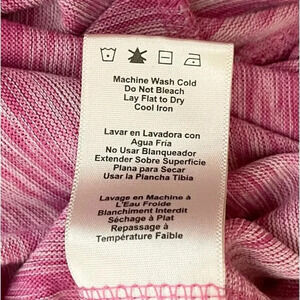 Machine Wash Cold
Do Not Bleach
Lay Flat to Dry
Cool Iron
Lavar en Lavadora con
Agua Fría
No Usar Blanqueador
Extender Sobre Superficie
Plana para Secar
Usar la Plancha Tibia
Lavage en Machine à
L'Eau Froide
Blanchiment Interdit
Séchage à Plat
Repassage à
Température Faible